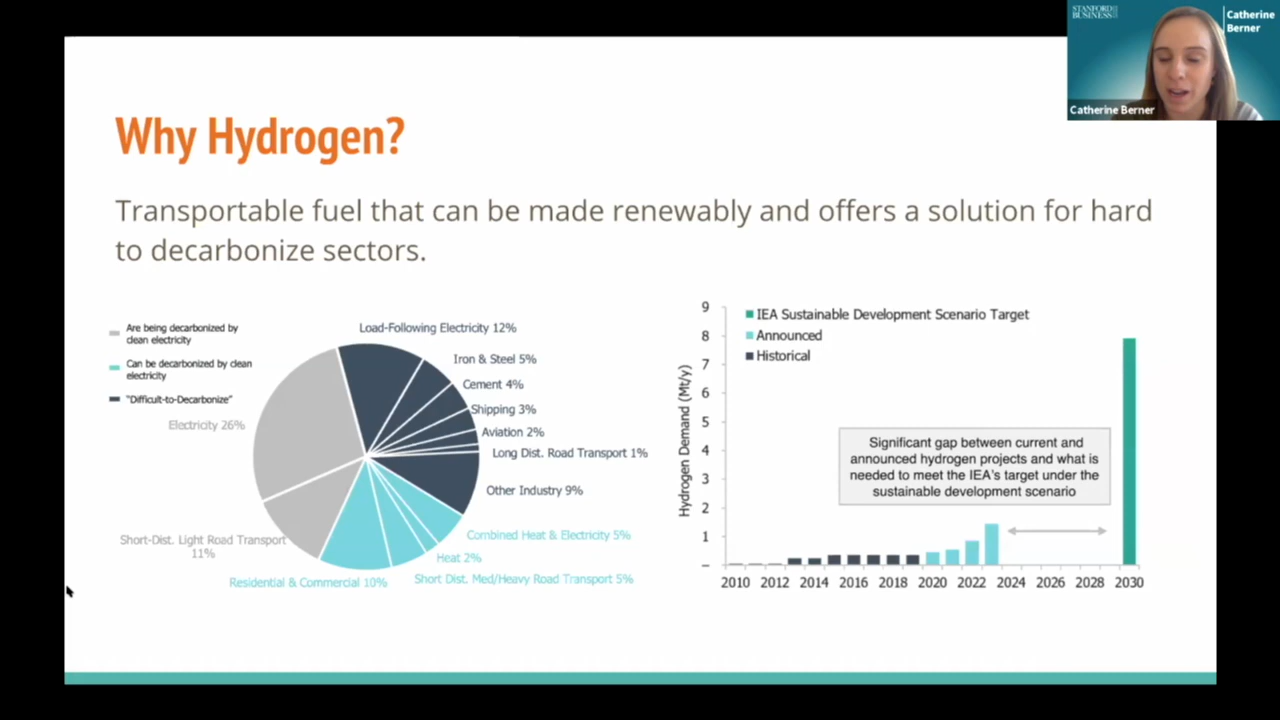 STANFORD
BUSINESS
Catherine
Berner
Catherine Berner
Why Hydrogen?
Transportable fuel that can be made renewably and offers a solution for hard
to decarbonize sectors.
Are being decarbonized by
clean electricity
Can be decarbonized by clean
electricity
"Difficult-to-Decarbonize"
Load-Following Electricity 12%
Iron & Steel 5%
Cement 4%
Shipping 3%
Aviation 2%
Long Dist. Road Transport 1%
Other Industry 9%
Combined Heat & Electricity 5%
Heat 2%
Short Dist. Med/Heavy Road Transport 5%
Residential & Commercial 10%
Short-Dist. Light Road Transport
11%
Electricity 26%
Hydrogen Demand (Mt/y)
9
8
7
6
5
4
3
2
1
–
IEA Sustainable Development Scenario Target
Announced
Historical
Significant gap between current and
announced hydrogen projects and what is
needed to meet the IEA's target under the
sustainable development scenario
2010 2012 2014 2016 2018 2020 2022 2024 2026 2028 2030